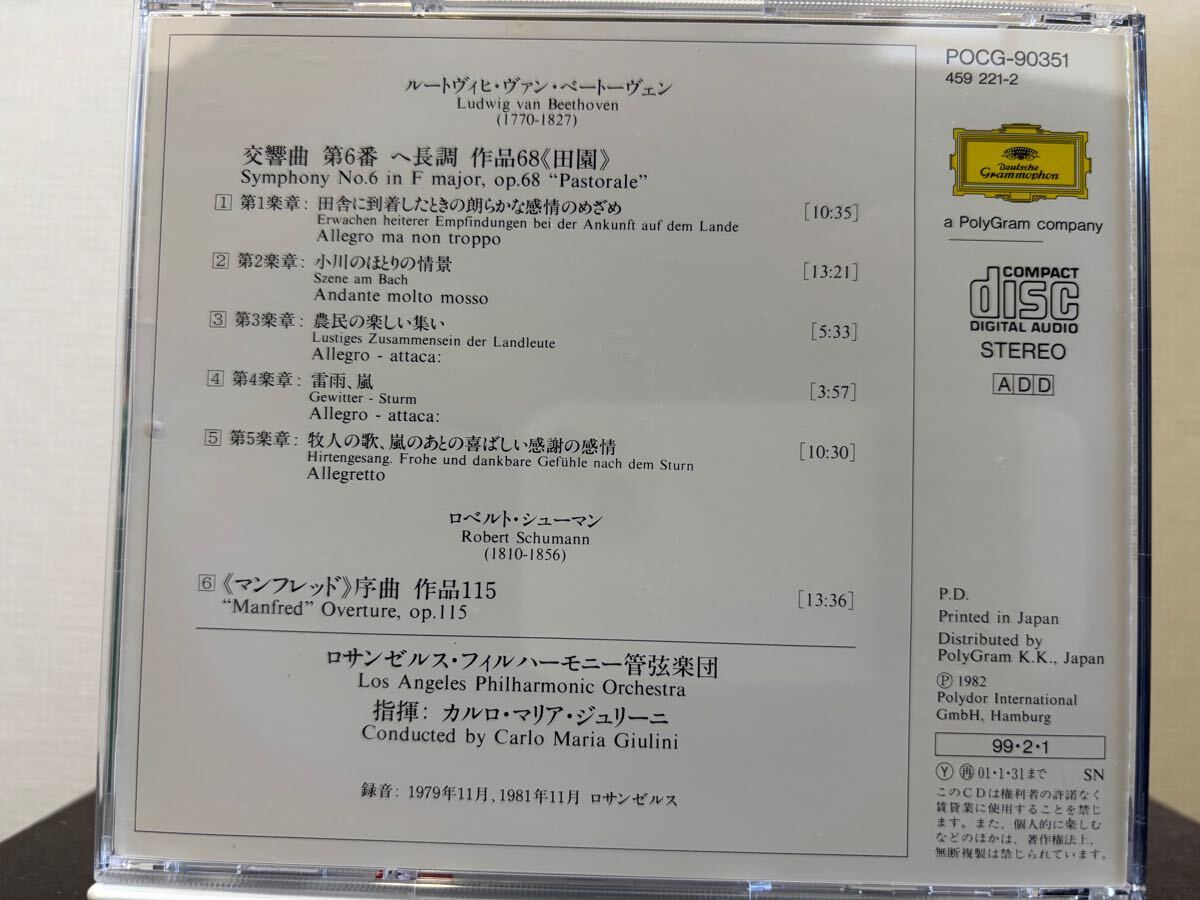 ルートヴィヒ・ヴァン・ベートーヴェン
Ludwig van Beethoven
(1770-1827)
交響曲 第6番 ヘ長調 作品68《田園》
Symphony No.6 in F major, op.68 “Pastorale”
1 第1楽章: 田舎に到着したときの朗らかな感情のめざめ [10:35]
Erwachen heiterer Empfindungen bei der Ankunft auf dem Lande
Allegro ma non troppo
2 第2楽章: 小川のほとりの情景 [13:21]
Szene am Bach
Andante molto mosso
3 第3楽章: 農民の楽しい集い [5:33]
Lustiges Zusammensein der Landleute
Allegro - attaca:
4 第4楽章: 雷雨、嵐 [3:57]
Gewitter - Sturm
Allegro - attaca:
5 第5楽章: 牧人の歌、嵐のあとの喜ばしい感謝の感情 [10:30]
Hirtengesang. Frohe und dankbare Gefühle nach dem Sturn
Allegretto
ロベルト・シューマン
Robert Schumann
(1810-1856)
6 《マンフレッド》序曲 作品115 [13:36]
“Manfred” Overture, op.115
ロサンゼルス・フィルハーモニー管弦楽団
Los Angeles Philharmonic Orchestra
指揮: カルロ・マリア・ジュリーニ
Conducted by Carlo Maria Giulini
録音: 1979年11月、1981年11月 ロサンゼルス
POCG-90351
459 221-2
Deutsche
Grammophon
a PolyGram company
COMPACT
disc
DIGITAL AUDIO
STEREO
ADD
P.D.
Printed in Japan
Distributed by
PolyGram K.K., Japan
℗ 1982
Polydor International
GmbH, Hamburg
99・2・1
Ⓨ ㊢ 01・1・31まで SN
このCDは権利者の許諾なく
賃貸業に使用することを禁じ
ます。また、個人的に楽しむ
などのほかは、著作権法上、
無断複製は禁じられています。